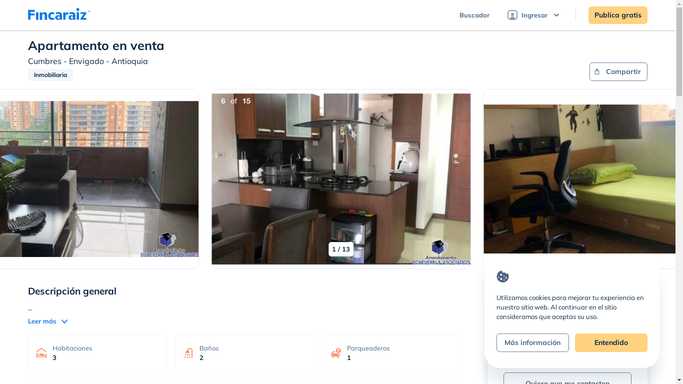 Fincaraiz
Buscador
Ingresar
Publica gratis
Apartamento en venta
Cumbres - Envigado - Antioquia
Inmobiliaria
Compartir
6 of 15
1 / 13
Descripción general
..
Leer más
Habitaciones
3
Baños
2
Parqueaderos
1
Utilizamos cookies para mejorar tu experiencia en
nuestro sitio web. Al continuar en el sitio
consideramos que aceptas su uso.
Más información
Entendido
Quiero que me contacten